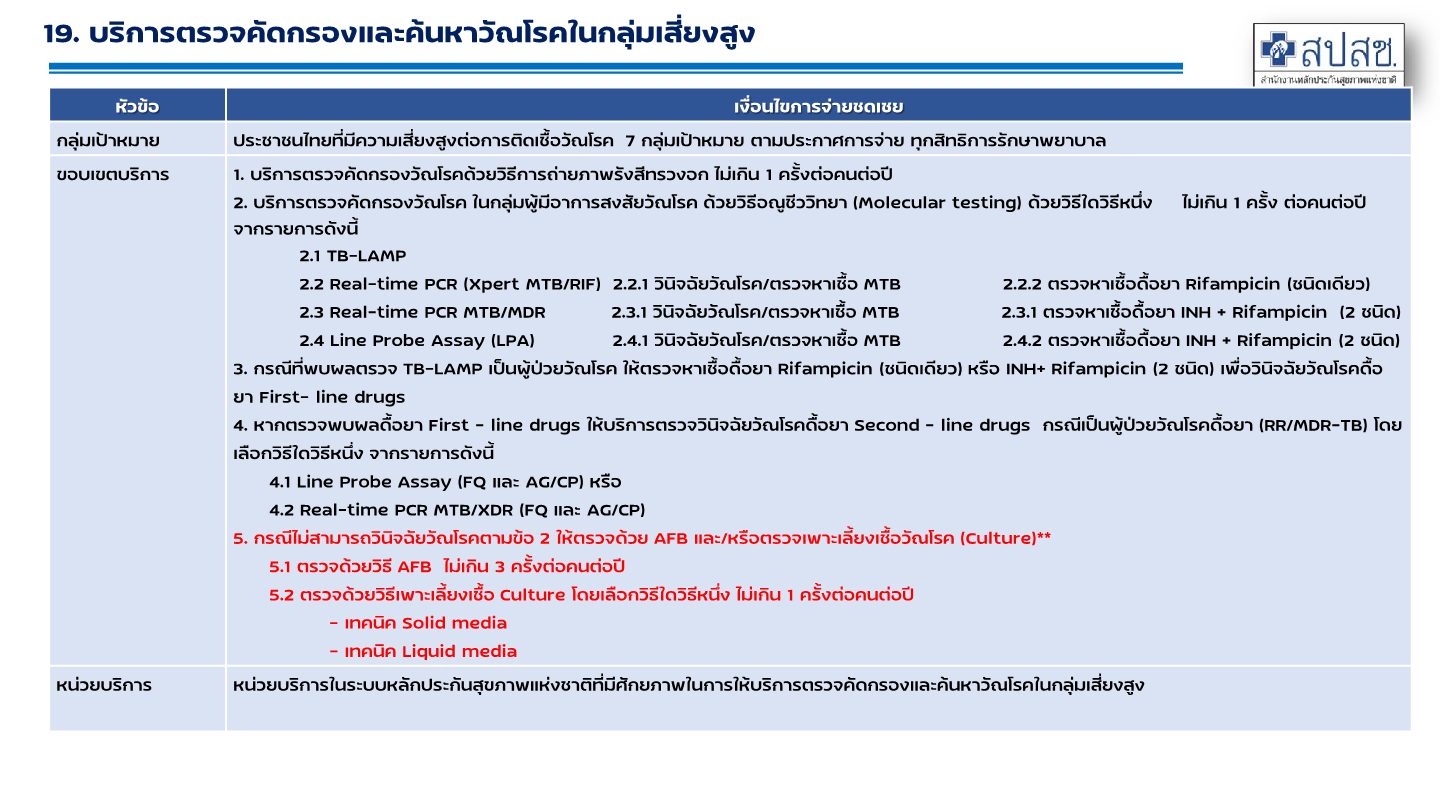 19. บริการตรวจคัดกรองและค้นหาวัณโรคในกลุ่มเสี่ยงสูง
สปสช.
สำนักงานหลักประกันสุขภาพแห่งชาติ
หัวข้อ เงื่อนไขการจ่ายชดเชย
กลุ่มเป้าหมาย ประชาชนไทยที่มีความเสี่ยงสูงต่อการติดเชื้อวัณโรค 7 กลุ่มเป้าหมาย ตามประกาศการจ่าย ทุกสิทธิการรักษาพยาบาล
ขอบเขตบริการ 1. บริการตรวจคัดกรองวัณโรคด้วยวิธีการถ่ายภาพรังสีทรวงอก ไม่เกิน 1 ครั้งต่อคนต่อปี
2. บริการตรวจคัดกรองวัณโรค ในกลุ่มผู้มีอาการสงสัยวัณโรค ด้วยวิธีอณูชีววิทยา (Molecular testing) ด้วยวิธีใดวิธีหนึ่ง ไม่เกิน 1 ครั้ง ต่อคนต่อปี
จากรายการดังนี้
2.1 TB-LAMP
2.2 Real-time PCR (Xpert MTB/RIF) 2.2.1 วินิจฉัยวัณโรค/ตรวจหาเชื้อ MTB 2.2.2 ตรวจหาเชื้อดื้อยา Rifampicin (ชนิดเดียว)
2.3 Real-time PCR MTB/MDR 2.3.1 วินิจฉัยวัณโรค/ตรวจหาเชื้อ MTB 2.3.1 ตรวจหาเชื้อดื้อยา INH + Rifampicin (2 ชนิด)
2.4 Line Probe Assay (LPA) 2.4.1 วินิจฉัยวัณโรค/ตรวจหาเชื้อ MTB 2.4.2 ตรวจหาเชื้อดื้อยา INH + Rifampicin (2 ชนิด)
3. กรณีที่พบผลตรวจ TB-LAMP เป็นผู้ป่วยวัณโรค ให้ตรวจหาเชื้อดื้อยา Rifampicin (ชนิดเดียว) หรือ INH+ Rifampicin (2 ชนิด) เพื่อวินิจฉัยวัณโรคดื้อ
ยา First- line drugs
4. หากตรวจพบผลดื้อยา First - line drugs ให้บริการตรวจวินิจฉัยวัณโรคดื้อยา Second - line drugs กรณีเป็นผู้ป่วยวัณโรคดื้อยา (RR/MDR-TB) โดย
เลือกวิธีใดวิธีหนึ่ง จากรายการดังนี้
4.1 Line Probe Assay (FQ และ AG/CP) หรือ
4.2 Real-time PCR MTB/XDR (FQ และ AG/CP)
5. กรณีไม่สามารถวินิจฉัยวัณโรคตามข้อ 2 ให้ตรวจด้วย AFB และ/หรือตรวจเพาะเลี้ยงเชื้อวัณโรค (Culture)**
5.1 ตรวจด้วยวิธี AFB ไม่เกิน 3 ครั้งต่อคนต่อปี
5.2 ตรวจด้วยวิธีเพาะเลี้ยงเชื้อ Culture โดยเลือกวิธีใดวิธีหนึ่ง ไม่เกิน 1 ครั้งต่อคนต่อปี
- เทคนิค Solid media
- เทคนิค Liquid media
หน่วยบริการ หน่วยบริการในระบบหลักประกันสุขภาพแห่งชาติที่มีศักยภาพในการให้บริการตรวจคัดกรองและค้นหาวัณโรคในกลุ่มเสี่ยงสูง